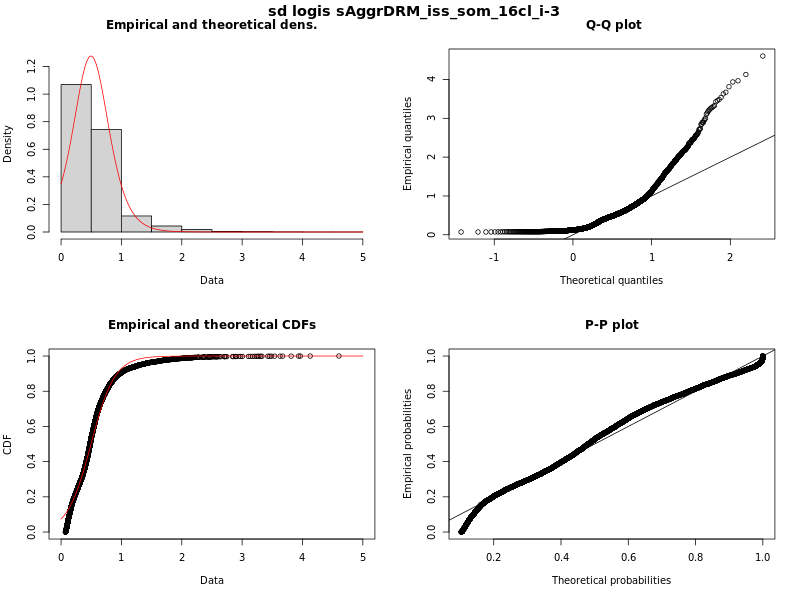 sd logis sAggrDRM_iss_som_16cl_i-3
Empirical and theoretical dens.
Density
0.0 0.2 0.4 0.6 0.8 1.0 1.2
0 1 2 3 4 5
Data
Q-Q plot
Empirical quantiles
0 1 2 3 4
-1 0 1 2
Theoretical quantiles
Empirical and theoretical CDFs
CDF
0.0 0.2 0.4 0.6 0.8 1.0
0 1 2 3 4 5
Data
P-P plot
Empirical probabilities
0.0 0.2 0.4 0.6 0.8 1.0
0.2 0.4 0.6 0.8 1.0
Theoretical probabilities